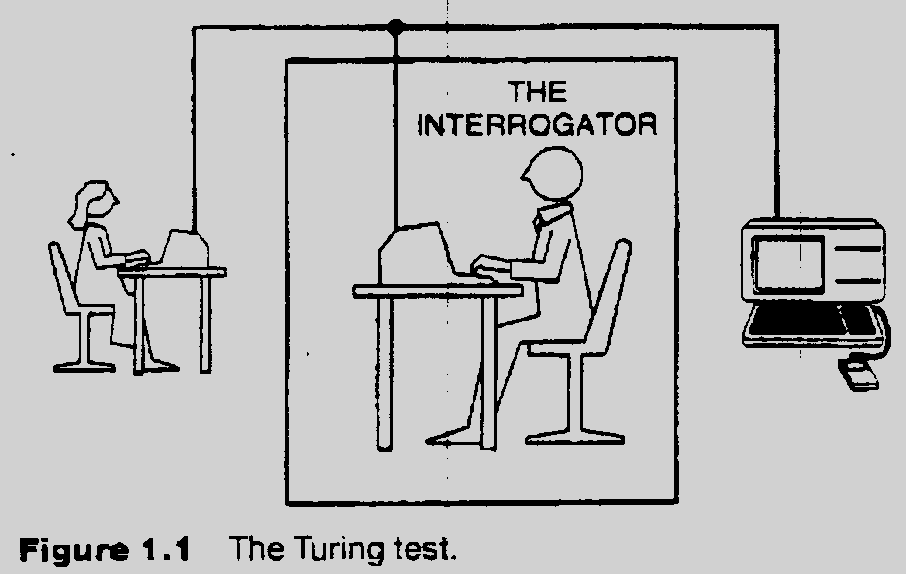 THE
INTERROGATOR
Figure 1.1 The Turing test.